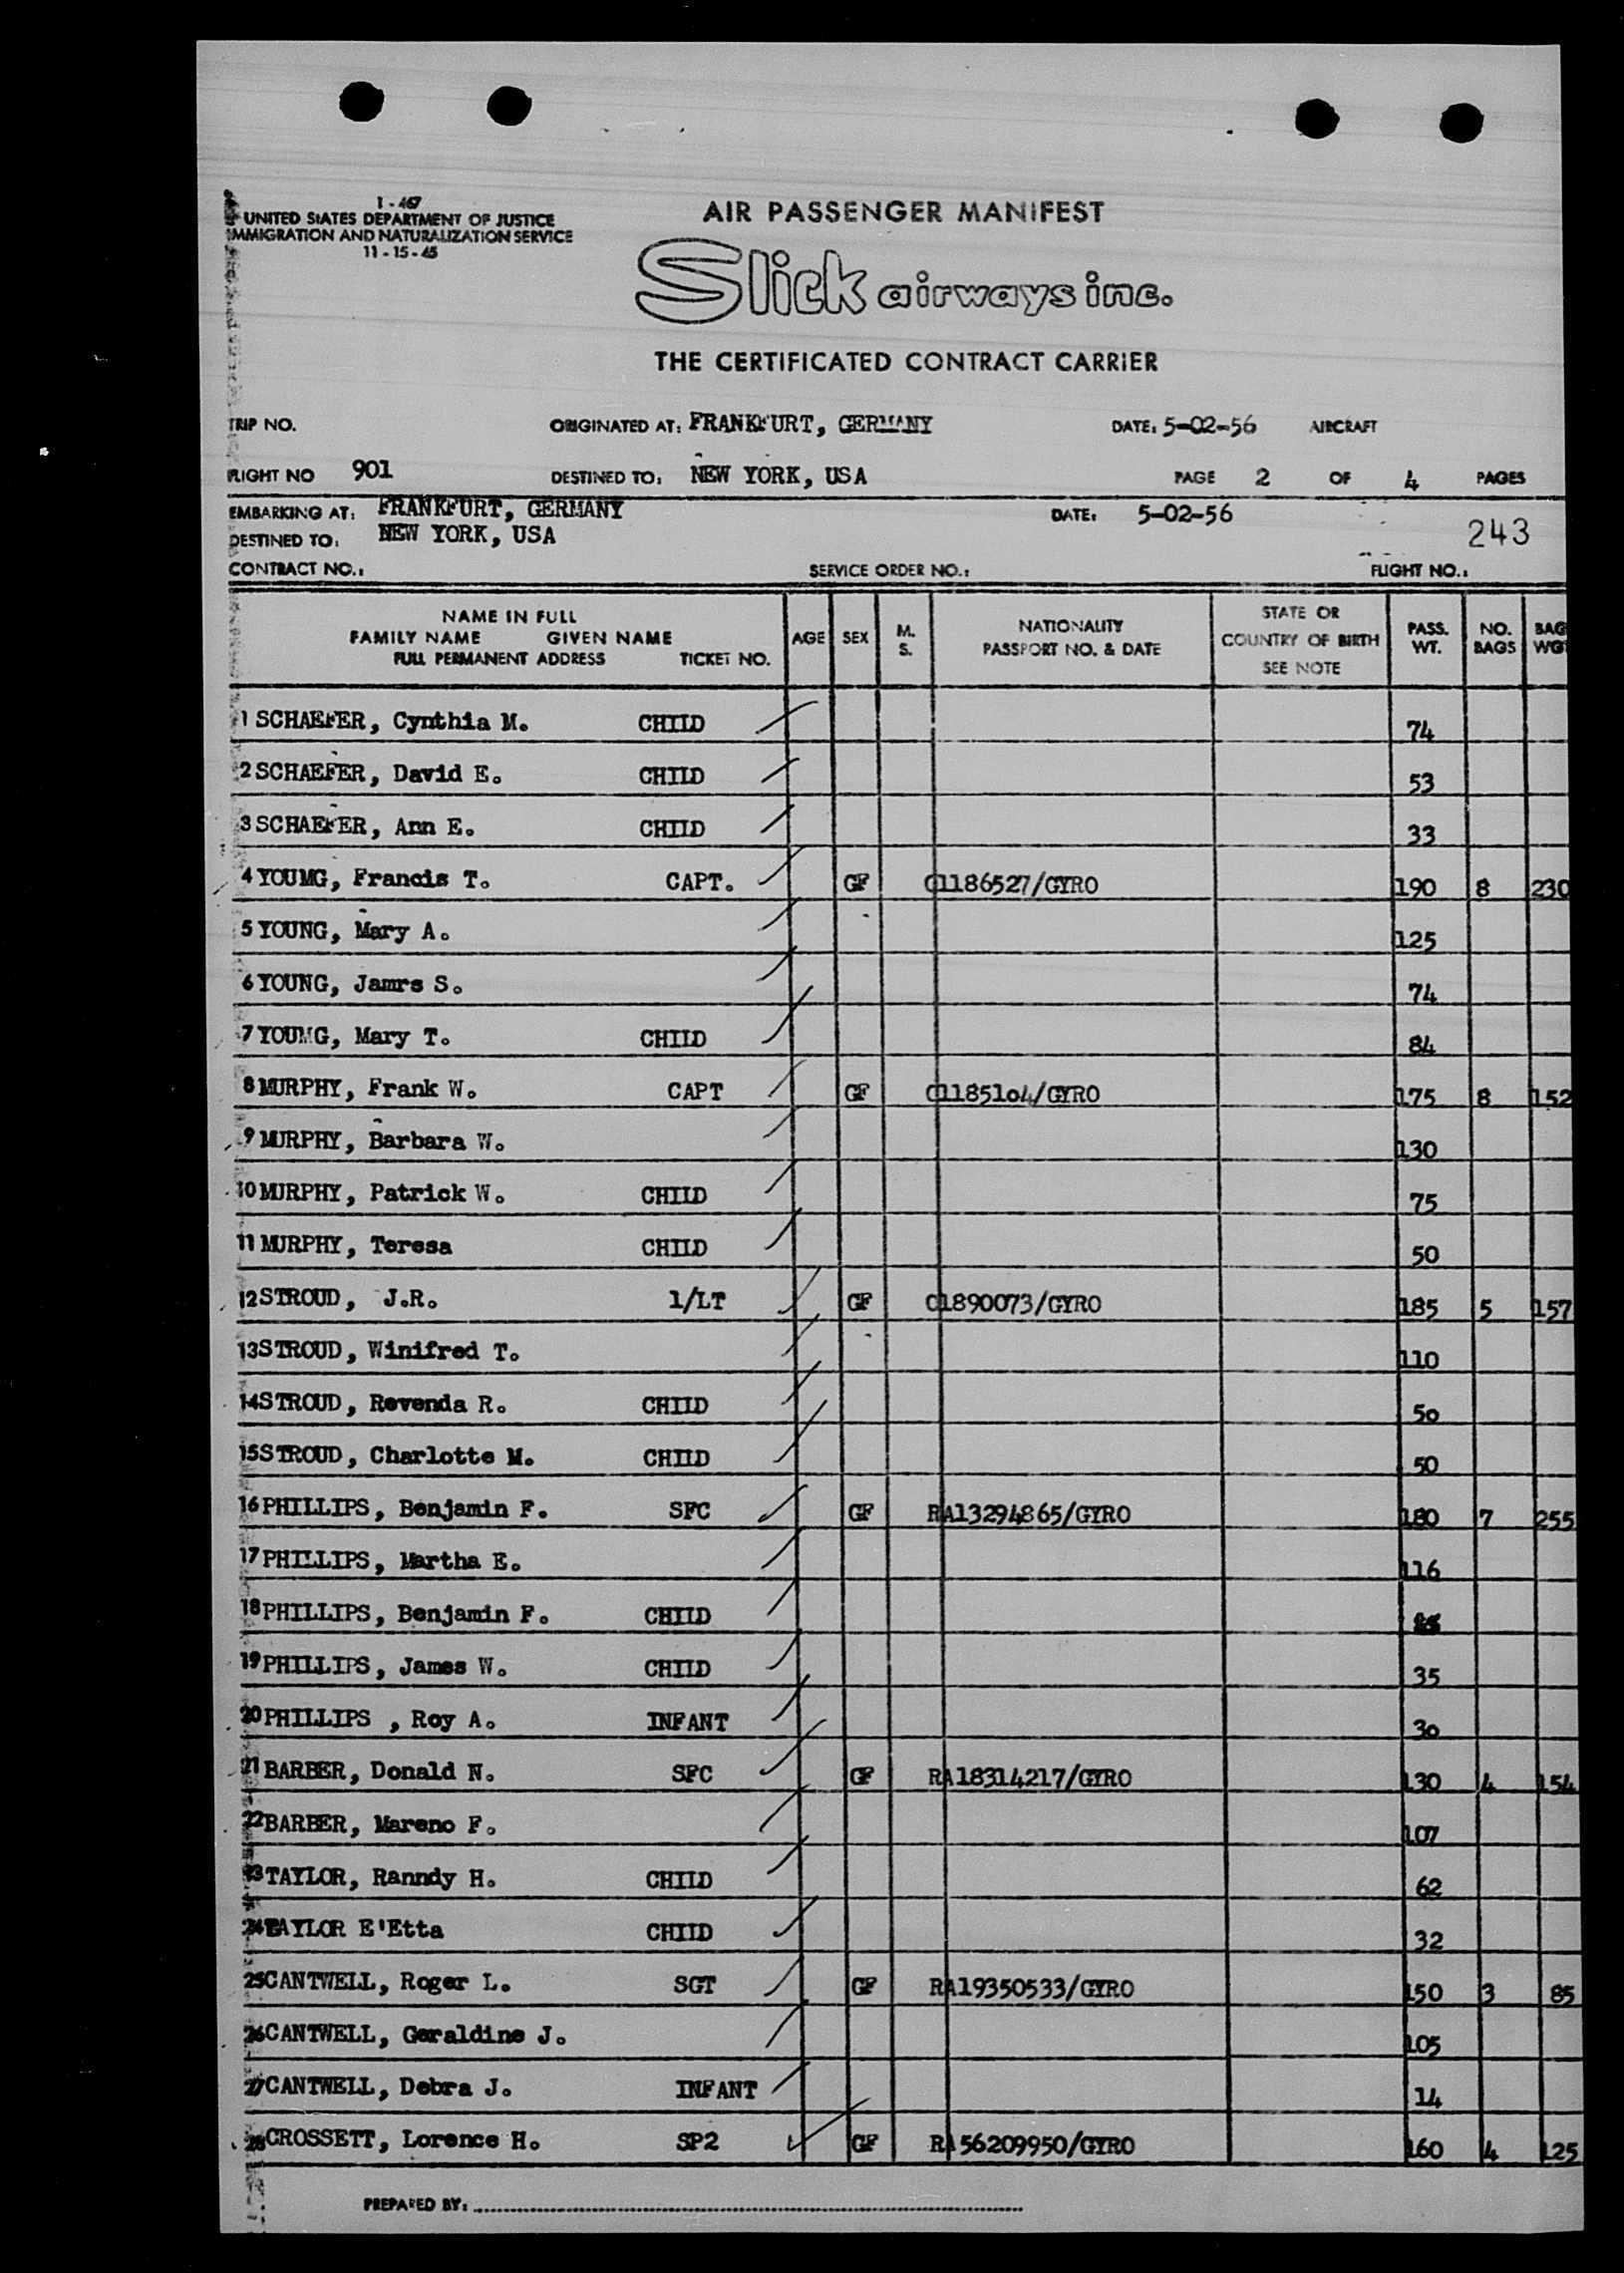 I - 467
UNITED STATES DEPARTMENT OF JUSTICE
IMMIGRATION AND NATURALIZATION SERVICE
11 - 15 - 45
AIR PASSENGER MANIFEST
Slick airways inc.
THE CERTIFICATED CONTRACT CARRIER
TRIP NO. ORIGINATED AT: FRANKFURT, GERMANY DATE: 5-02-56 AIRCRAFT
FLIGHT NO 901 DESTINED TO: NEW YORK, USA PAGE 2 OF 4 PAGES
EMBARKING AT: FRANKFURT, GERMANY DATE: 5-02-56
DESTINED TO: NEW YORK, USA 243
CONTRACT NO.: SERVICE ORDER NO.: FLIGHT NO.:
NAME IN FULL
FAMILY NAME GIVEN NAME
FULL PERMANENT ADDRESS TICKET NO. AGE SEX M. S. NATIONALITY PASSPORT NO. & DATE STATE OR COUNTRY OF BIRTH SEE NOTE PASS. WT. NO. BAGS BAG WG
1 SCHAEFER, Cynthia M. CHILD 74
2 SCHAEFER, David E. CHILD 53
3 SCHAEFER, Ann E. CHILD 33
4 YOUMG, Francis T. CAPT. GF O1186527/GYRO 190 8 230
5 YOUNG, Mary A. 125
6 YOUNG, Jamrs S. 74
7 YOUMG, Mary T. CHILD 84
8 MURPHY, Frank W. CAPT GF O1185104/GYRO 175 8 152
9 MURPHY, Barbara W. 130
10 MURPHY, Patrick W. CHILD 75
11 MURPHY, Teresa CHILD 50
12 STROUD, J.R. 1/LT GF O1890073/GYRO 185 5 157
13 STROUD, Winifred T. 110
14 STROUD, Revenda R. CHILD 50
15 STROUD, Charlotte M. CHILD 50
16 PHILLIPS, Benjamin F. SFC GF RA13294865/GYRO 180 7 255
17 PHILLIPS, Martha E. 116
18 PHILLIPS, Benjamin F. CHILD
19 PHILLIPS, James W. CHILD 35
20 PHILLIPS , Roy A. INFANT 30
21 BARBER, Donald N. SFC GF RA18314217/GYRO 130 4 154
22 BARBER, Mareno F. 107
23 TAYLOR, Ranndy H. CHILD 62
24 TAYLOR E'Etta CHILD 32
25 CANTWELL, Roger L. SGT GF RA19350533/GYRO 150 3 85
26 CANTWELL, Geraldine J. 105
27 CANTWELL, Debra J. INFANT 14
28 CROSSETT, Lorence H. SP2 GF RA56209950/GYRO 160 4 125
PREPARED BY: